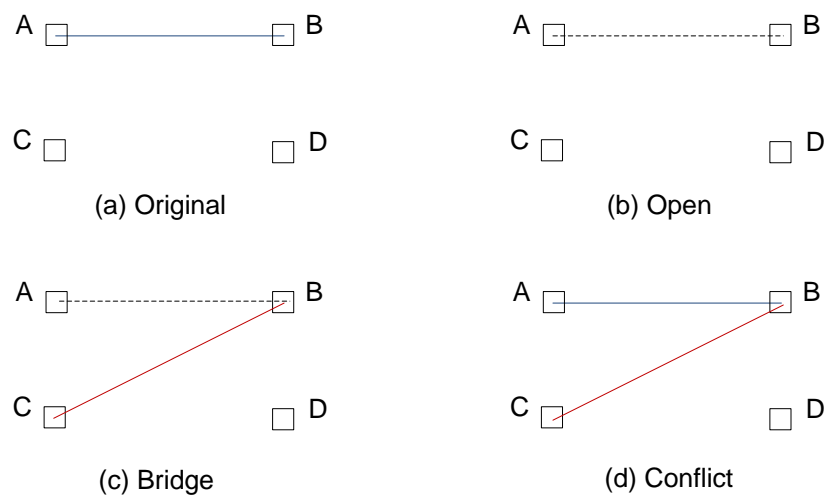 A B A B
C D C D
(a) Original (b) Open
A B A B
C D C D
(c) Bridge (d) Conflict